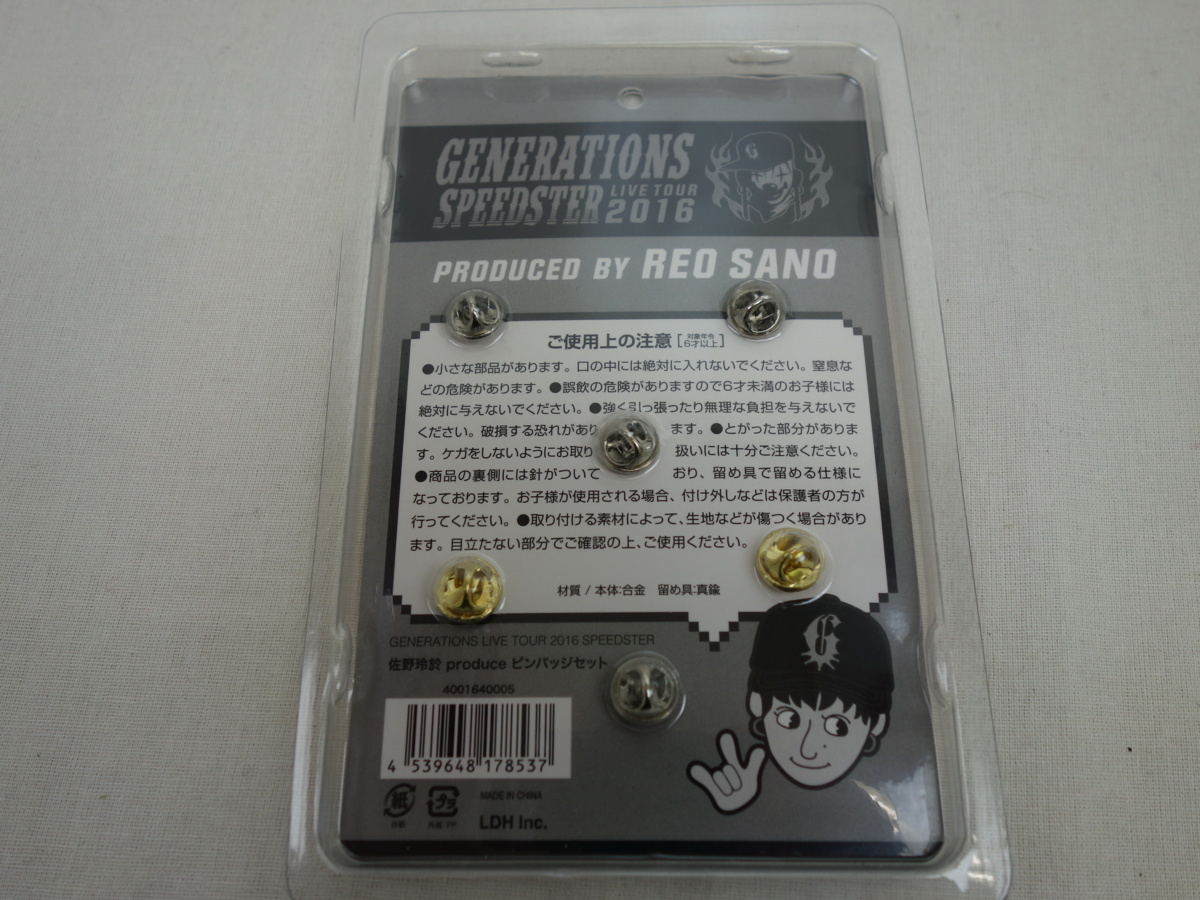 GENERATIONS
SPEEDSTER LIVE TOUR 2016
PRODUCED BY REO SANO
ご使用上の注意 [対象年令6才以上]
●小さな部品があります。口の中には絶対に入れないでください。窒息な
どの危険があります。●誤飲の危険がありますので6才未満のお子様には
絶対に与えないでください。●強く引っ張ったり無理な負担を与えないで
ください。破損する恐れがあり ます。●とがった部分がありま
す。ケガをしないようにお取り 扱いには十分ご注意ください。
●商品の裏側には針がついて おり、留め具で留める仕様に
なっております。お子様が使用される場合、付け外しなどは保護者の方が
行ってください。●取り付ける素材によって、生地などが傷つく場合があり
ます。目立たない部分でご確認の上、ご使用ください。
材質 / 本体:合金 留め具:真鍮
GENERATIONS LIVE TOUR 2016 SPEEDSTER
佐野玲於 produce ピンバッジセット
4001640005
4 539648 178537
紙 プラ
台紙 外装:PP
MADE IN CHINA
LDH Inc.